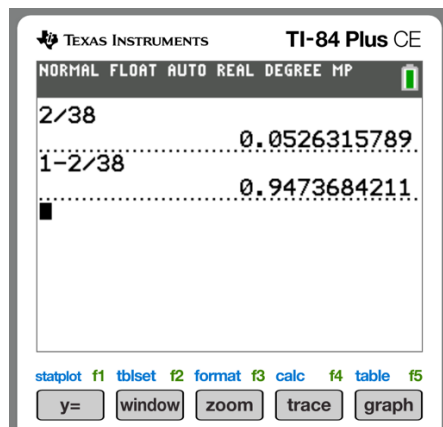 TEXAS INSTRUMENTS TI-84 Plus CE
NORMAL FLOAT AUTO REAL DEGREE MP
2/38
0.0526315789
1-2/38
0.9473684211
statplot f1 tblset f2 format f3 calc f4 table f5
y= window zoom trace graph